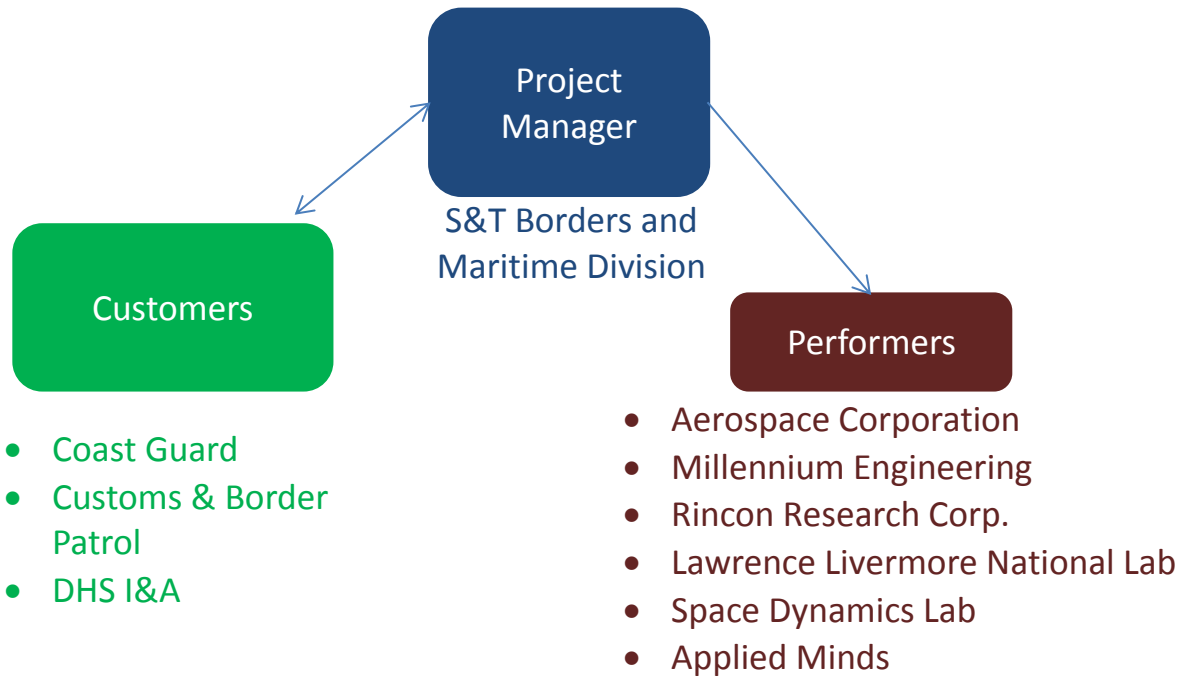 Project
Manager
S&T Borders and
Maritime Division
Customers
• Coast Guard
• Customs & Border
Patrol
• DHS I&A
Performers
• Aerospace Corporation
• Millennium Engineering
• Rincon Research Corp.
• Lawrence Livermore National Lab
• Space Dynamics Lab
• Applied Minds